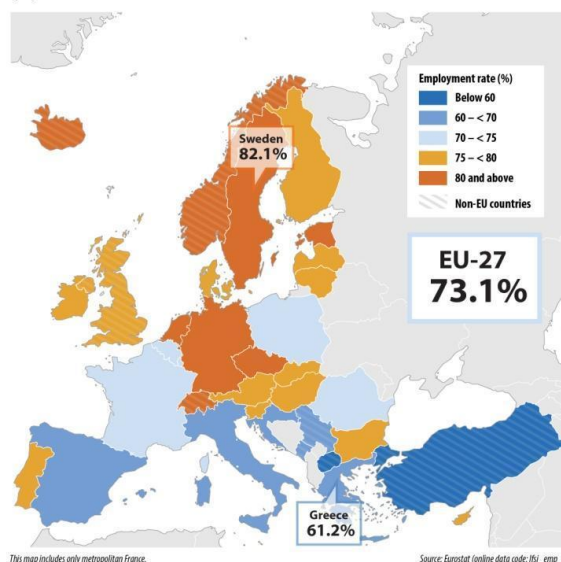 Employment rate (%)
Below 60
60 – < 70
70 – < 75
75 – < 80
80 and above
Non-EU countries
Sweden
82.1%
EU-27
73.1%
Greece
61.2%
This map includes only metropolitan France.
Source: Eurostat (online data code: lfsi_emp